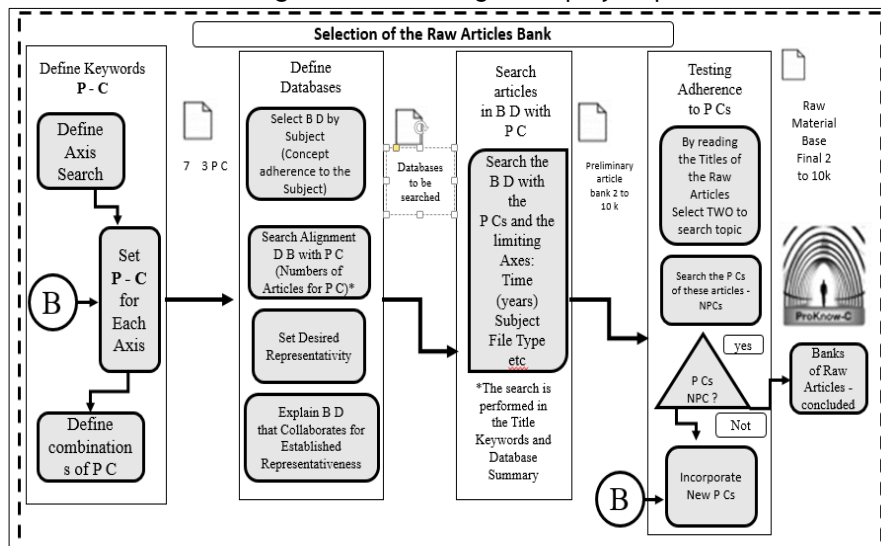 Selection of the Raw Articles Bank
Define Keywords
P - C
Define
Axis
Search
B
Set
P - C
for
Each
Axis
Define
combination
s of P C
7 3 P C
Define
Databases
Select B D by
Subject
(Concept
adherence to the
Subject)
Search Alignment
D B with P C
(Numbers of
Articles for P C)*
Set Desired
Representativity
Explain B D
that Collaborates for
Established
Representativeness
Databases
to be
searched
Search
articles
in B D with
P C
Search the
B D with
the
P Cs and the
limiting
Axes:
Time
(years)
Subject
File Type
etc
*The search is
performed in
the Title
Keywords and
Database
Summary
Preliminary
article
bank 2 to
10 k
Testing
Adherence
to P Cs
By reading
the Titles of
the Raw
Articles
Select TWO to
search topic
Search the P Cs
of these articles -
NPCs
yes
P Cs
NPC ?
Not
B
Incorporate
New P Cs
Raw
Material
Base
Final 2
to 10k
ProKnow-C
Banks
of Raw
Articles -
concluded